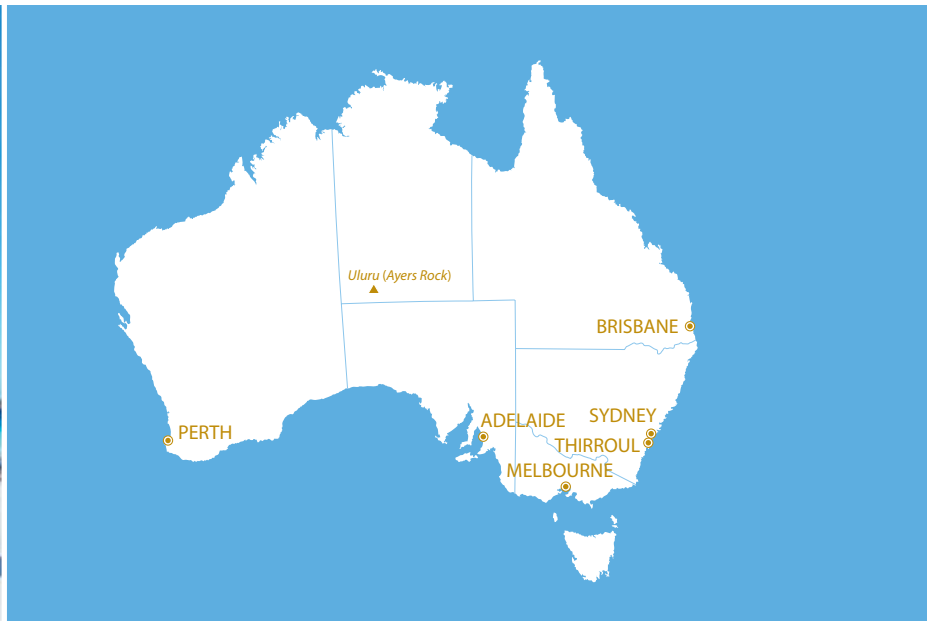 Uluru (Ayers Rock)
BRISBANE
SYDNEY
ADELAIDE
PERTH
THIRROUL
MELBOURNE